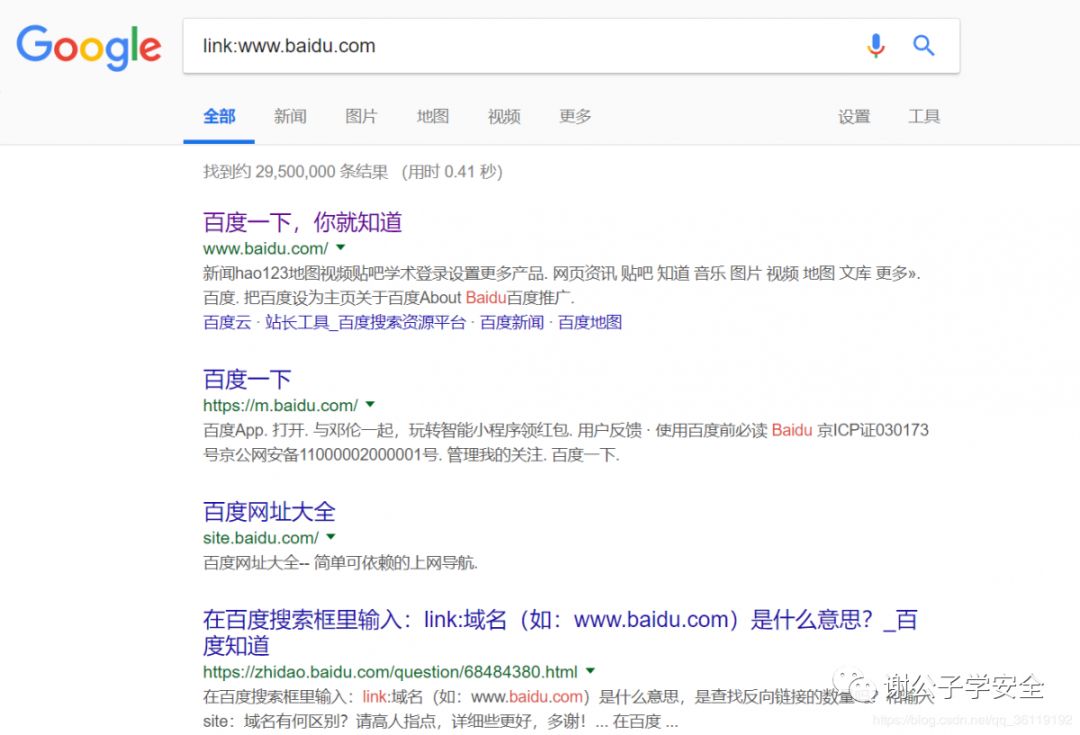 Google
link:www.baidu.com
全部 新闻 图片 地图 视频 更多 设置 工具
找到约 29,500,000 条结果 (用时 0.41 秒)
百度一下，你就知道
www.baidu.com/
新闻hao123地图视频贴吧学术登录设置更多产品. 网页资讯 贴吧 知道 音乐 图片 视频 地图 文库 更多».
百度. 把百度设为主页关于百度About Baidu百度推广.
百度云 · 站长工具_百度搜索资源平台 · 百度新闻 · 百度地图
百度一下
https://m.baidu.com/
百度App. 打开. 与邓伦一起，玩转智能小程序领红包. 用户反馈 · 使用百度前必读 Baidu 京ICP证030173
号京公网安备11000002000001号. 管理我的关注. 百度一下.
百度网址大全
site.baidu.com/
百度网址大全-- 简单可依赖的上网导航.
在百度搜索框里输入：link:域名（如：www.baidu.com）是什么意思？_百
度知道
https://zhidao.baidu.com/question/68484380.html
在百度搜索框里输入：link:域名（如：www.baidu.com）是什么意思，是查找反向链接的数量 ？和输入
site：域名有何区别？请高人指点，详细些更好，多谢！... 在百度 ...
谢公子学安全
https://blog.csdn.net/qq_36119192